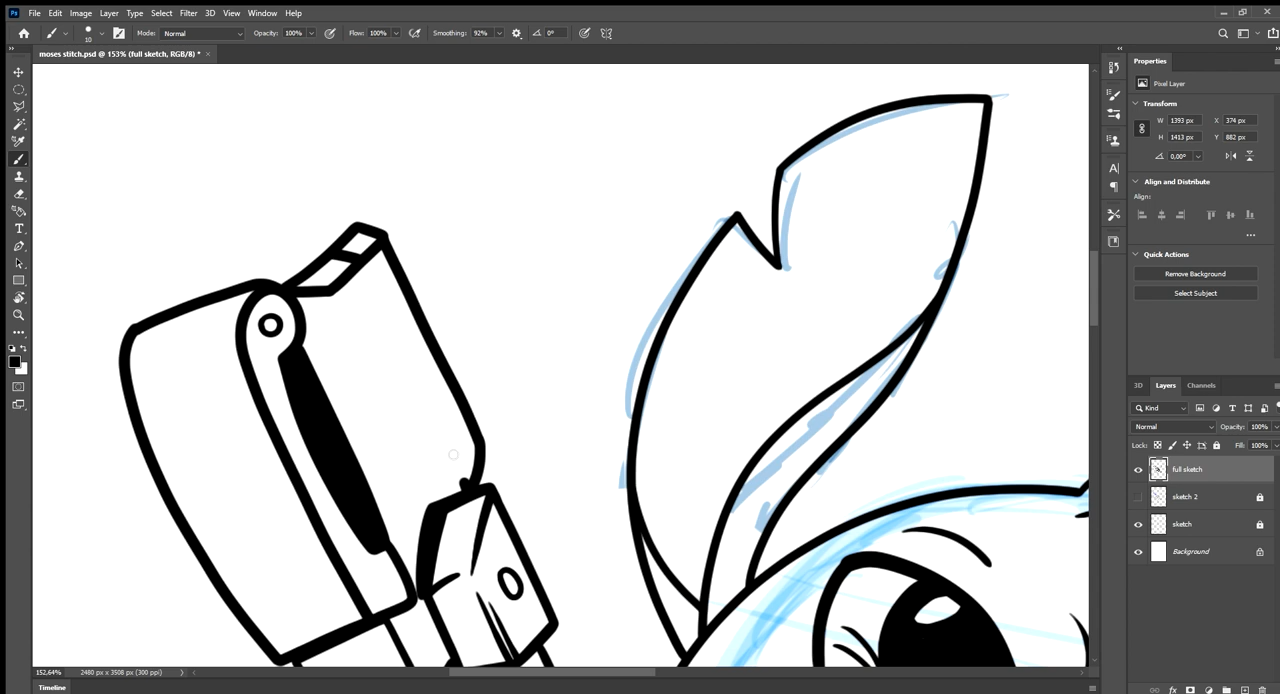 Ps File Edit Image Layer Type Select Filter 3D View Window Help
10 Mode: Normal Opacity: 100% Flow: 100% Smoothing: 92% 0°
moses stitch.psd @ 153% (full sketch, RGB/8) * ×
Properties
Pixel Layer
Transform
W 1393 px X 374 px
H 1413 px Y 882 px
0,00°
Align and Distribute
Align:
Quick Actions
Remove Background
Select Subject
3D Layers Channels
Kind
Normal Opacity: 100%
Lock: Fill: 100%
full sketch
sketch 2
sketch
Background
fx
152,64% 2480 px x 3508 px (300 ppi)
Timeline